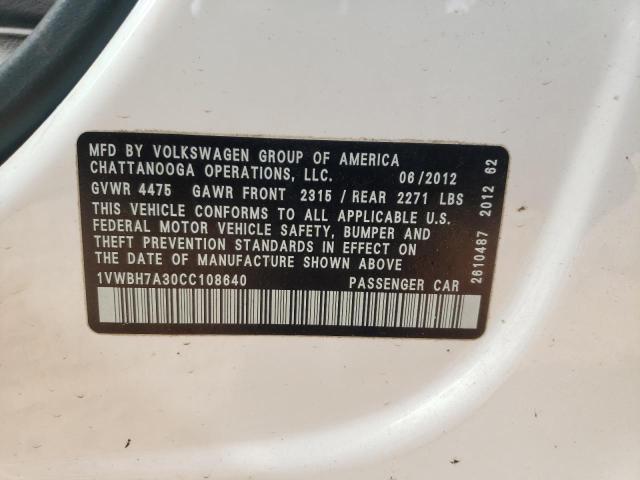 MFD BY VOLKSWAGEN GROUP OF AMERICA
CHATTANOOGA OPERATIONS, LLC. 06/2012
GVWR 4475 GAWR FRONT 2315 / REAR 2271 LBS
THIS VEHICLE CONFORMS TO ALL APPLICABLE U.S.
FEDERAL MOTOR VEHICLE SAFETY, BUMPER AND
THEFT PREVENTION STANDARDS IN EFFECT ON
THE DATE OF MANUFACTURE SHOWN ABOVE
1VWBH7A30CC108640 PASSENGER CAR
2610487 2012 62